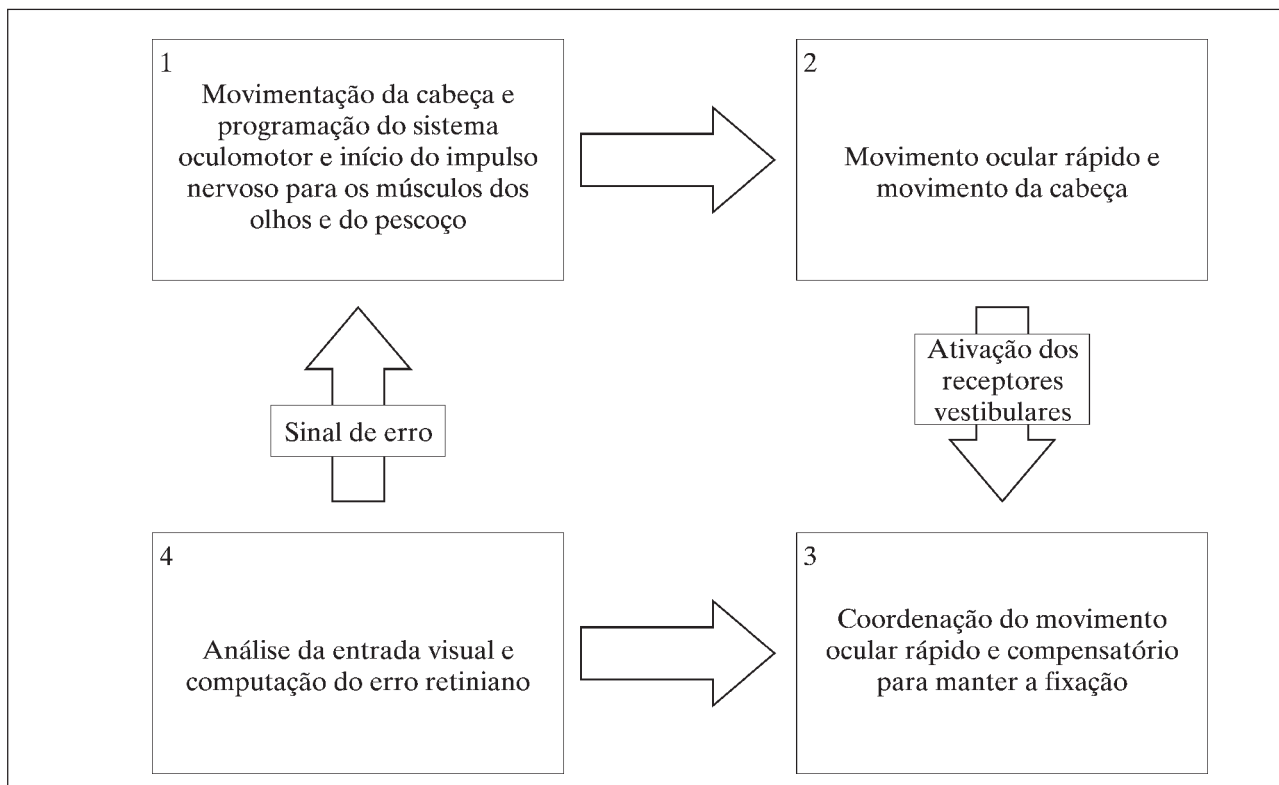 1
Movimentação da cabeça e
programação do sistema
oculomotor e início do impulso
nervoso para os músculos dos
olhos e do pescoço
2
Movimento ocular rápido e
movimento da cabeça
Ativação dos
receptores
vestibulares
Sinal de erro
4
Análise da entrada visual e
computação do erro retiniano
3
Coordenação do movimento
ocular rápido e compensatório
para manter a fixação